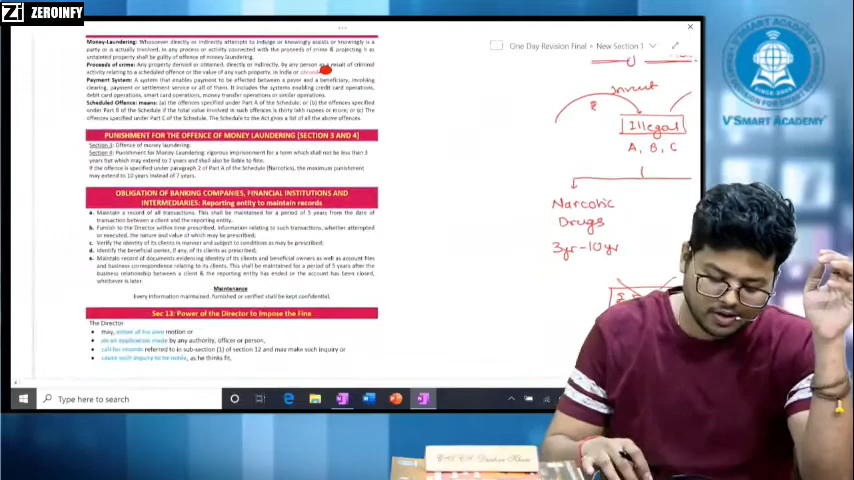 ZEROINFY
Money-Laundering: Whosoever directly or indirectly attempts to indulge or knowingly assists or knowingly is a
party or is actually involved, in any process or activity connected with the proceeds of crime & projecting it as
untainted property shall be guilty of offence of money laundering.
Proceeds of crime: Any property derived or obtained, directly or indirectly, by any person as a result of criminal
activity relating to a scheduled offence or the value of any such property, in India or abroad
Payment System: A system that enables payment to be effected between a payer and a beneficiary, involving
clearing, payment or settlement service or all of them. It includes the systems enabling credit card operations,
debit card operations, smart card operations, money transfer operations or similar operations.
Scheduled Offence: means: (a) the offences specified under Part A of the Schedule; or (b) the offences specified
under Part B of the Schedule if the total value involved in such offences is thirty lakh rupees or more; or (c) The
offences specified under Part C of the Schedule. The Schedule to the Act gives a list of all the above offences.
PUNISHMENT FOR THE OFFENCE OF MONEY LAUNDERING [SECTION 3 AND 4]
Section 3: Offence of money laundering.
Section 4: Punishment for Money-Laundering: rigorous imprisonment for a term which shall not be less than 3
years but which may extend to 7 years and shall also be liable to fine.
If the offence is specified under paragraph 2 of Part A of the Schedule (Narcotics), the maximum punishment
may extend to 10 years instead of 7 years.
OBLIGATION OF BANKING COMPANIES, FINANCIAL INSTITUTIONS AND
INTERMEDIARIES: Reporting entity to maintain records
a. Maintain a record of all transactions. This shall be maintained for a period of 5 years from the date of
transaction between a client and the reporting entity.
b. Furnish to the Director within time prescribed, information relating to such transactions, whether attempted
or executed, the nature and value of which may be prescribed;
c. Verify the identity of its clients in manner and subject to conditions as may be prescribed;
d. Identify the beneficial owner, if any, of its clients as prescribed;
e. Maintain record of documents evidencing identity of its clients and beneficial owners as well as account files
and business correspondence relating to its clients. This shall be maintained for a period of 5 years after the
business relationship between a client & the reporting entity has ended or the account has been closed,
whichever is later.
Maintenance
Every information maintained, furnished or verified shall be kept confidential.
Sec 13: Power of the Director to Impose the Fine
The Director
• may, either of his own motion or
• on an application made by any authority, officer or person,
• call for records referred to in sub-section (1) of section 12 and may make such inquiry or
• cause such inquiry to be made, as he thinks fit,
One Day Revision Final > New Section 1
Invest
₹
Illegal
A, B, C
Narcotic
Drugs
3yr-10yr
V'SMART ACADEMY
Type here to search